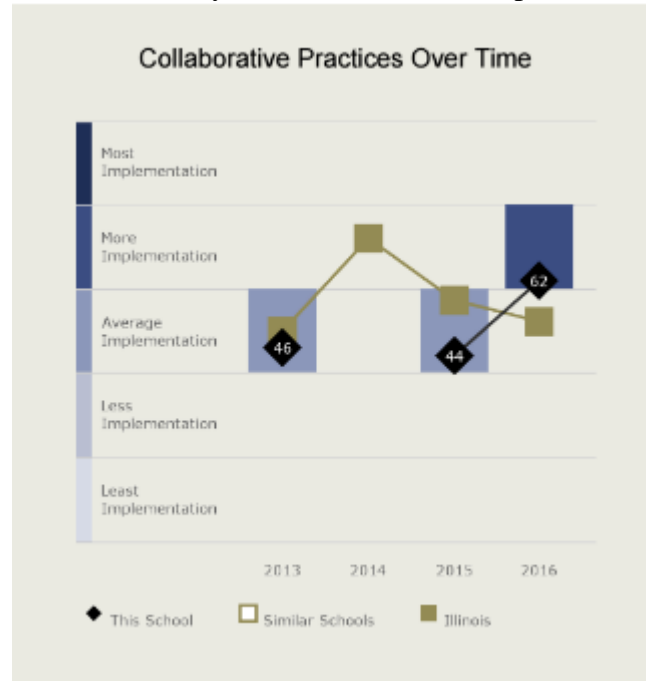 Collaborative Practices Over Time
Most
Implementation
More
Implementation
62
Average
Implementation
46
44
Less
Implementation
Least
Implementation
2013 2014 2015 2016
This School Similar Schools Illinois